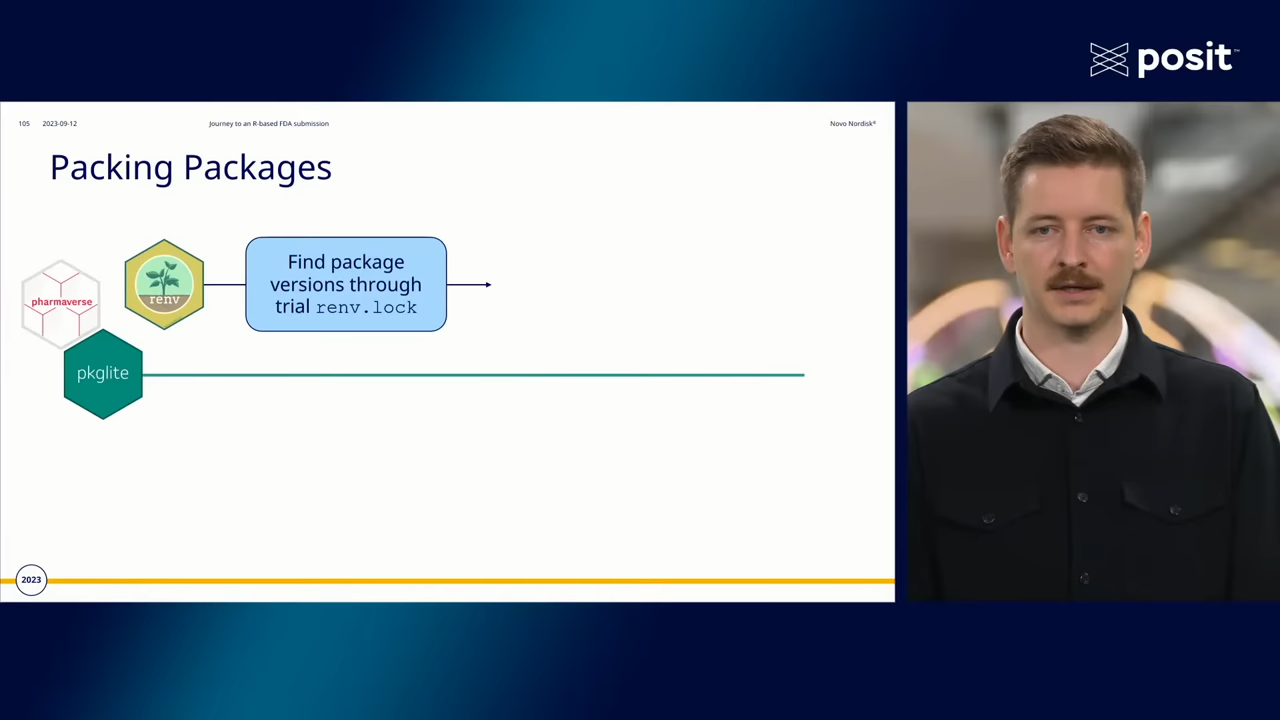 posit™
105 2023-09-12 Journey to an R-based FDA submission Novo Nordisk®
Packing Packages
Find package
versions through
trial renv.lock
renv
pharmaverse
pkglite
2023